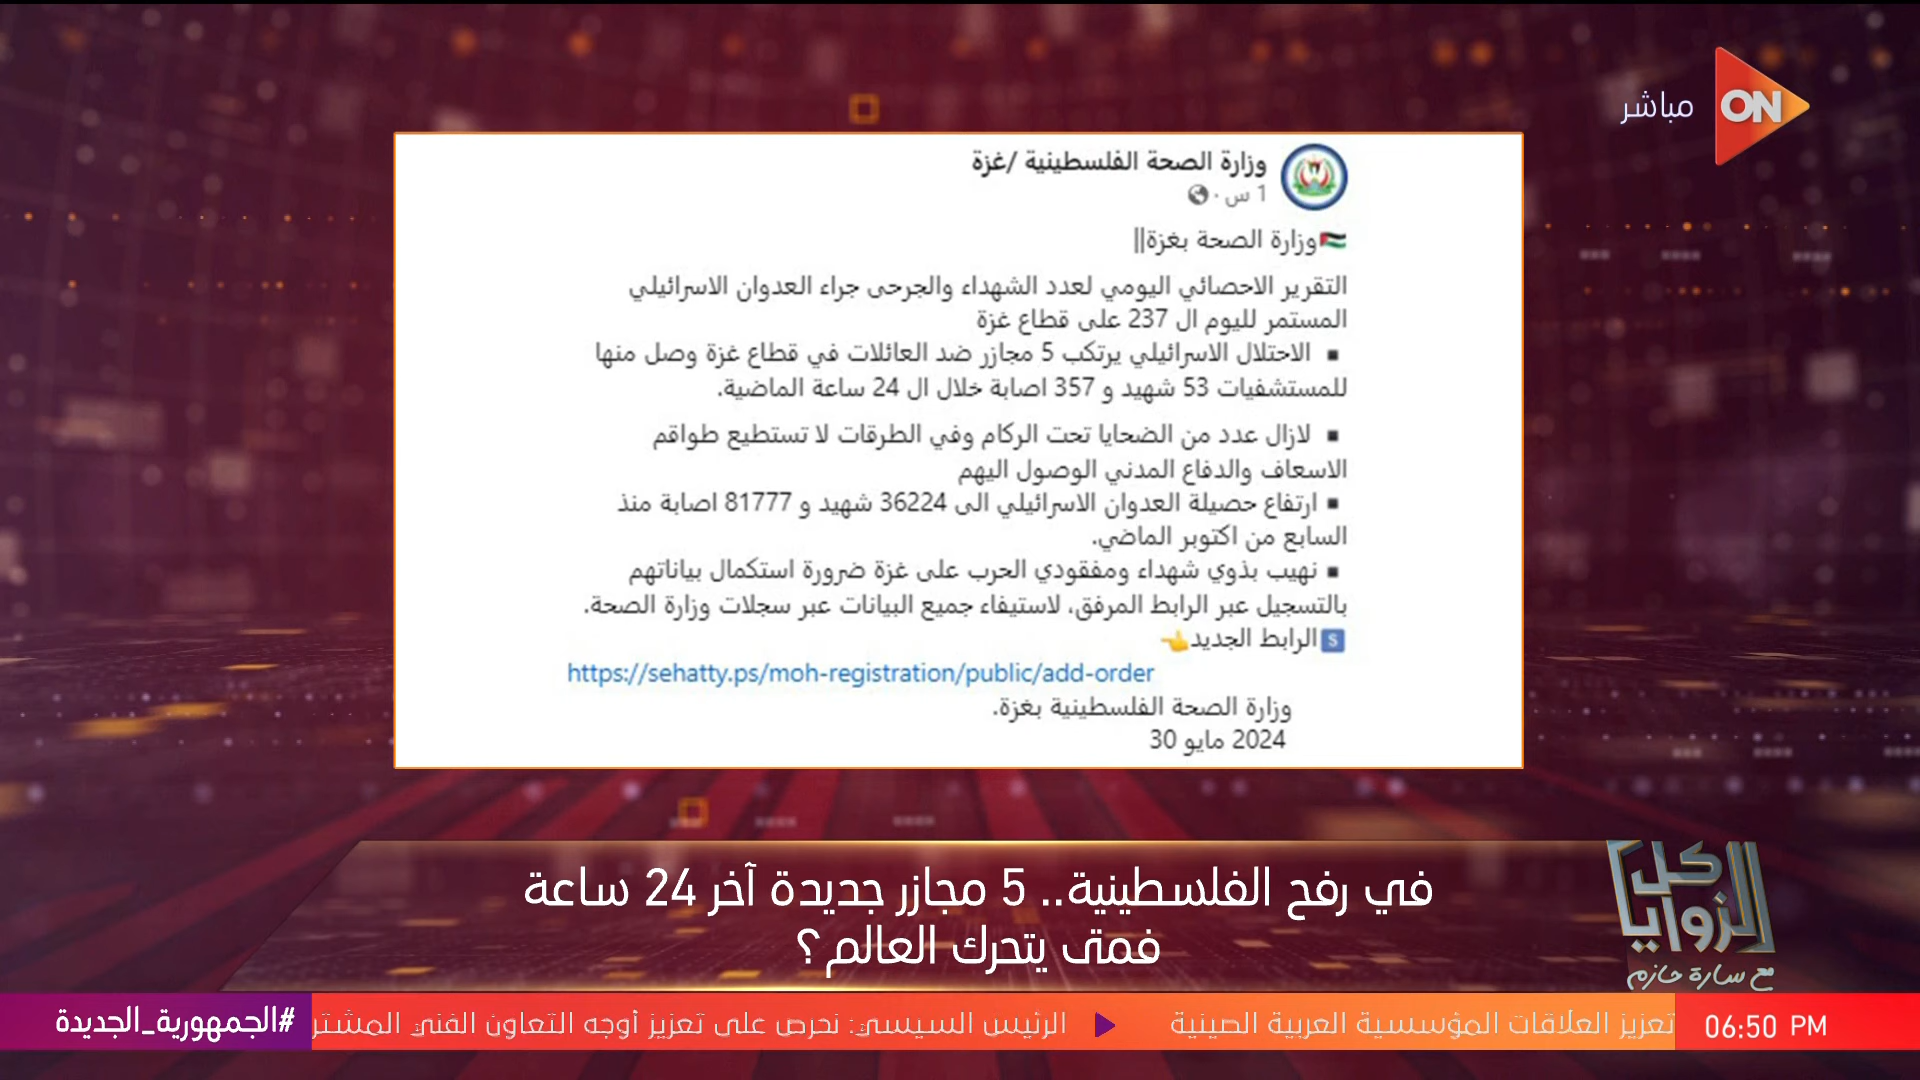 مباشر
ON
وزارة الصحة الفلسطينية /غزة
1 س ·
وزارة الصحة بغزة||
التقرير الاحصائي اليومي لعدد الشهداء والجرحى جراء العدوان الاسرائيلي
المستمر لليوم ال 237 على قطاع غزة
▪ الاحتلال الاسرائيلي يرتكب 5 مجازر ضد العائلات في قطاع غزة وصل منها
للمستشفيات 53 شهيد و 357 اصابة خلال ال 24 ساعة الماضية.
▪ لازال عدد من الضحايا تحت الركام وفي الطرقات لا تستطيع طواقم
الاسعاف والدفاع المدني الوصول اليهم
▪ ارتفاع حصيلة العدوان الاسرائيلي الى 36224 شهيد و 81777 اصابة منذ
السابع من اكتوبر الماضي.
▪ نهيب بذوي شهداء ومفقودي الحرب على غزة ضرورة استكمال بياناتهم
بالتسجيل عبر الرابط المرفق، لاستيفاء جميع البيانات عبر سجلات وزارة الصحة.
S الرابط الجديد
https://sehatty.ps/moh-registration/public/add-order
وزارة الصحة الفلسطينية بغزة.
30 مايو 2024
في رفح الفلسطينية.. 5 مجازر جديدة آخر 24 ساعة
فمتى يتحرك العالم؟
كل
الزوايا
مع سارة حازم
06:50 PM
تعزيز العلاقات المؤسسية العربية الصينية
الرئيس السيسي: نحرص على تعزيز أوجه التعاون الفني المشتر
#الجمهورية_الجديدة